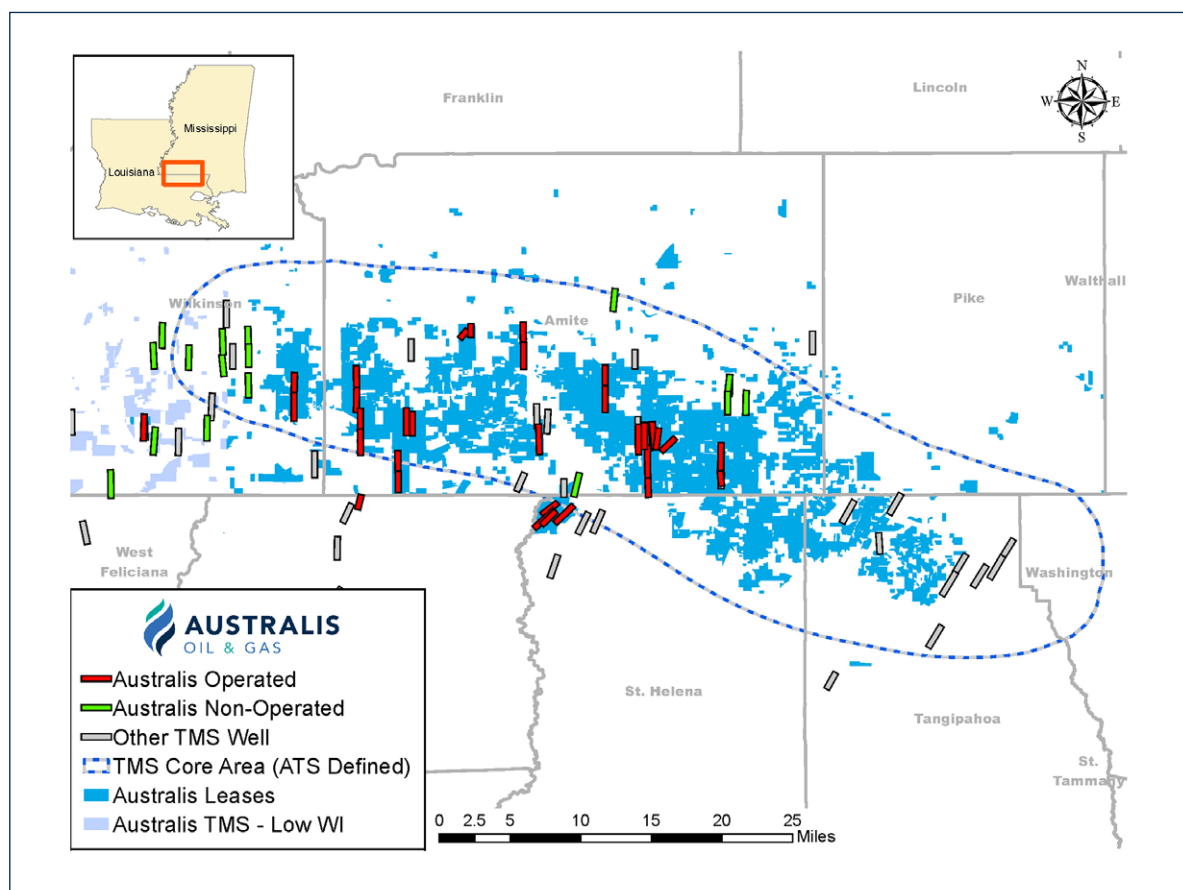 Mississippi
Louisiana
Franklin
Lincoln
N
W
E
S
Wilkinson
Amite
Pike
Walthall
West
Feliciana
Washington
St. Helena
Tangipahoa
St.
Tammany
AUSTRALIS
OIL & GAS
Australis Operated
Australis Non-Operated
Other TMS Well
TMS Core Area (ATS Defined)
Australis Leases
Australis TMS - Low WI
0 2.5 5 10 15 20 25
Miles